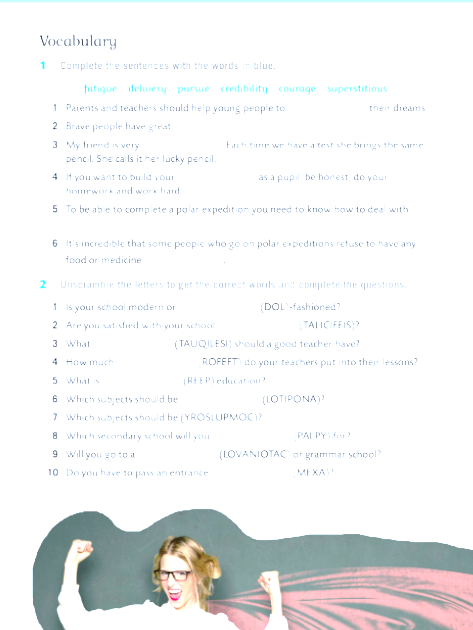 Vocabulary
1 Complete the sentences with the words in blue.
fatigue delivery pursue credibility courage superstitious
1 Parents and teachers should help young people to their dreams
2 Brave people have great
3 My friend is very Each time we have a test she brings the same
pencil. She calls it her lucky pencil.
4 If you want to build your as a pupil, be honest, do your
homework and work hard
5 To be able to complete a polar expedition you need to know how to deal with
6 It's incredible that some people who go on polar expeditions refuse to have any
food or medicine .
2 Unscramble the letters to get the correct words and complete the questions.
1 Is your school modern or (DOL)-fashioned?
2 Are you satisfied with your school
3 What (TAUQILESI) should a good teacher have?
4 How much do your teachers put into their lessons?
5 What is (REEP) education?
6 Which subjects should be (LOTIPONA)?
7 Which subjects should be (YROSLUPMOC)?
8 Which secondary school will you (PALPY) for?
9 Will you go to a (LOVANIOTAC) or grammar school?
10 Do you have to pass an entrance (MEXA)?